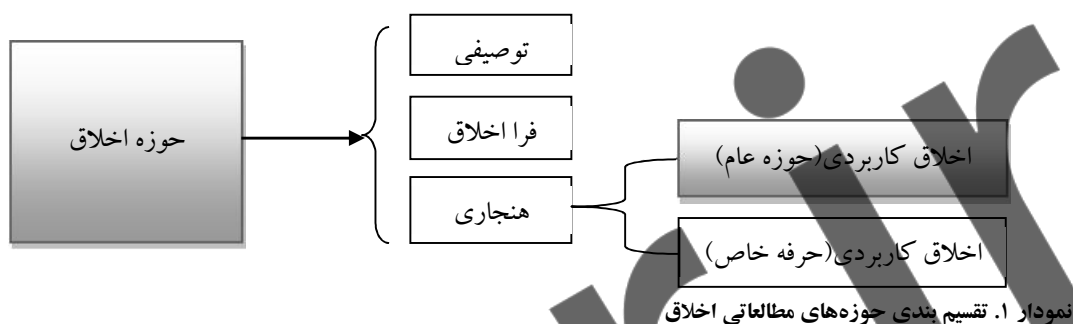 حوزه اخلاق
توصیفی
فرا اخلاق
هنجاری
اخلاق کاربردی(حوزه عام)
اخلاق کاربردی(حرفه خاص)
نمودار ۱. تقسیم بندی حوزه‌های مطالعاتی اخلاق